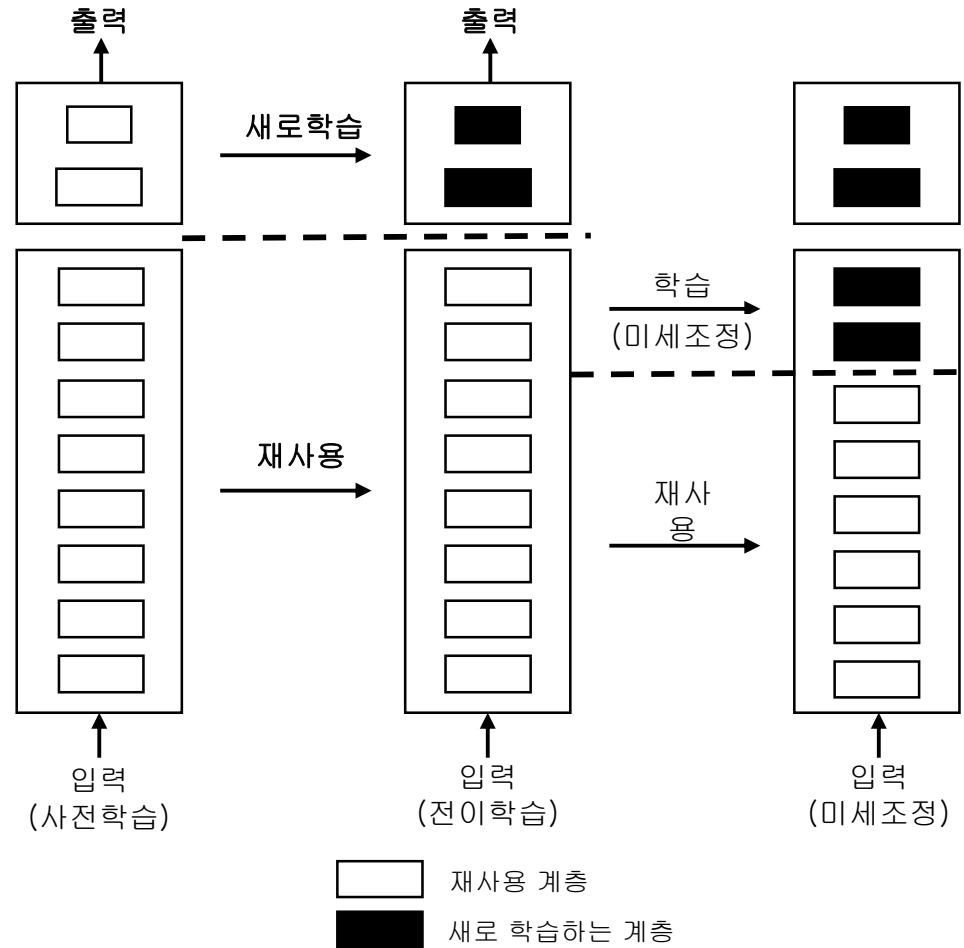 출력
출력
새로학습
학습
(미세조정)
재사용
재사
용
입력
(사전학습)
입력
(전이학습)
입력
(미세조정)
재사용 계층
새로 학습하는 계층